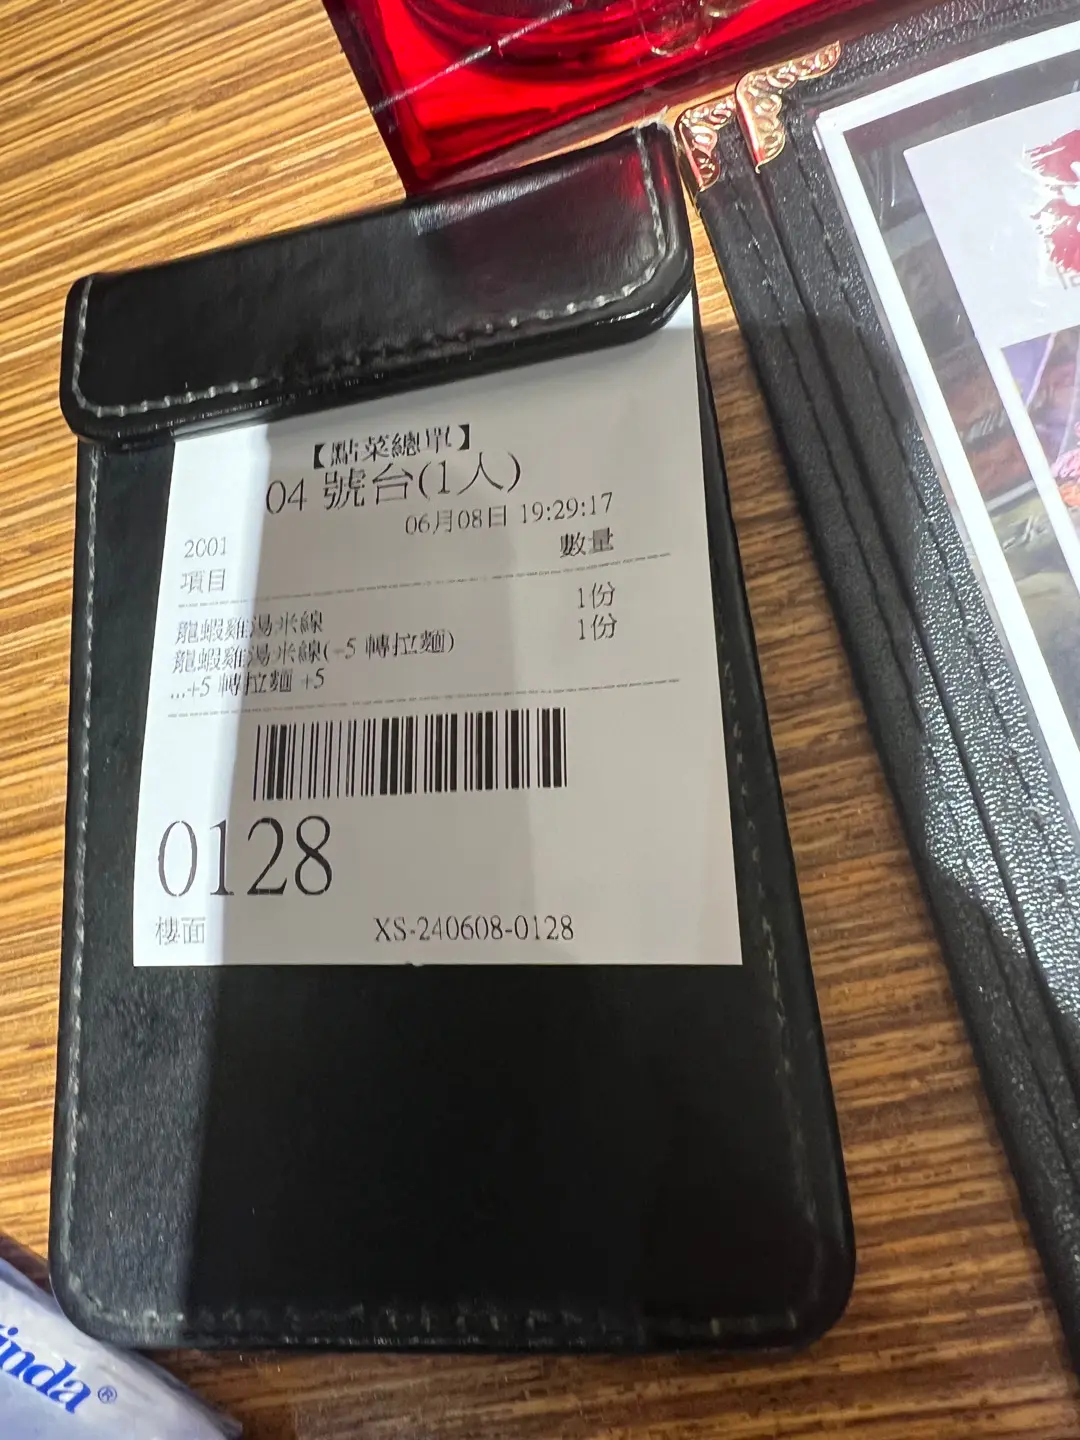 【點菜總單】
04 號台(1人)
06月08日 19:29:17
2001
數量
項目
龍蝦雞湯米線 1份
龍蝦雞湯米線(+5 轉拉麵) 1份
...+5 轉拉麵 +5
0128
樓面 XS-240608-0128
inda®